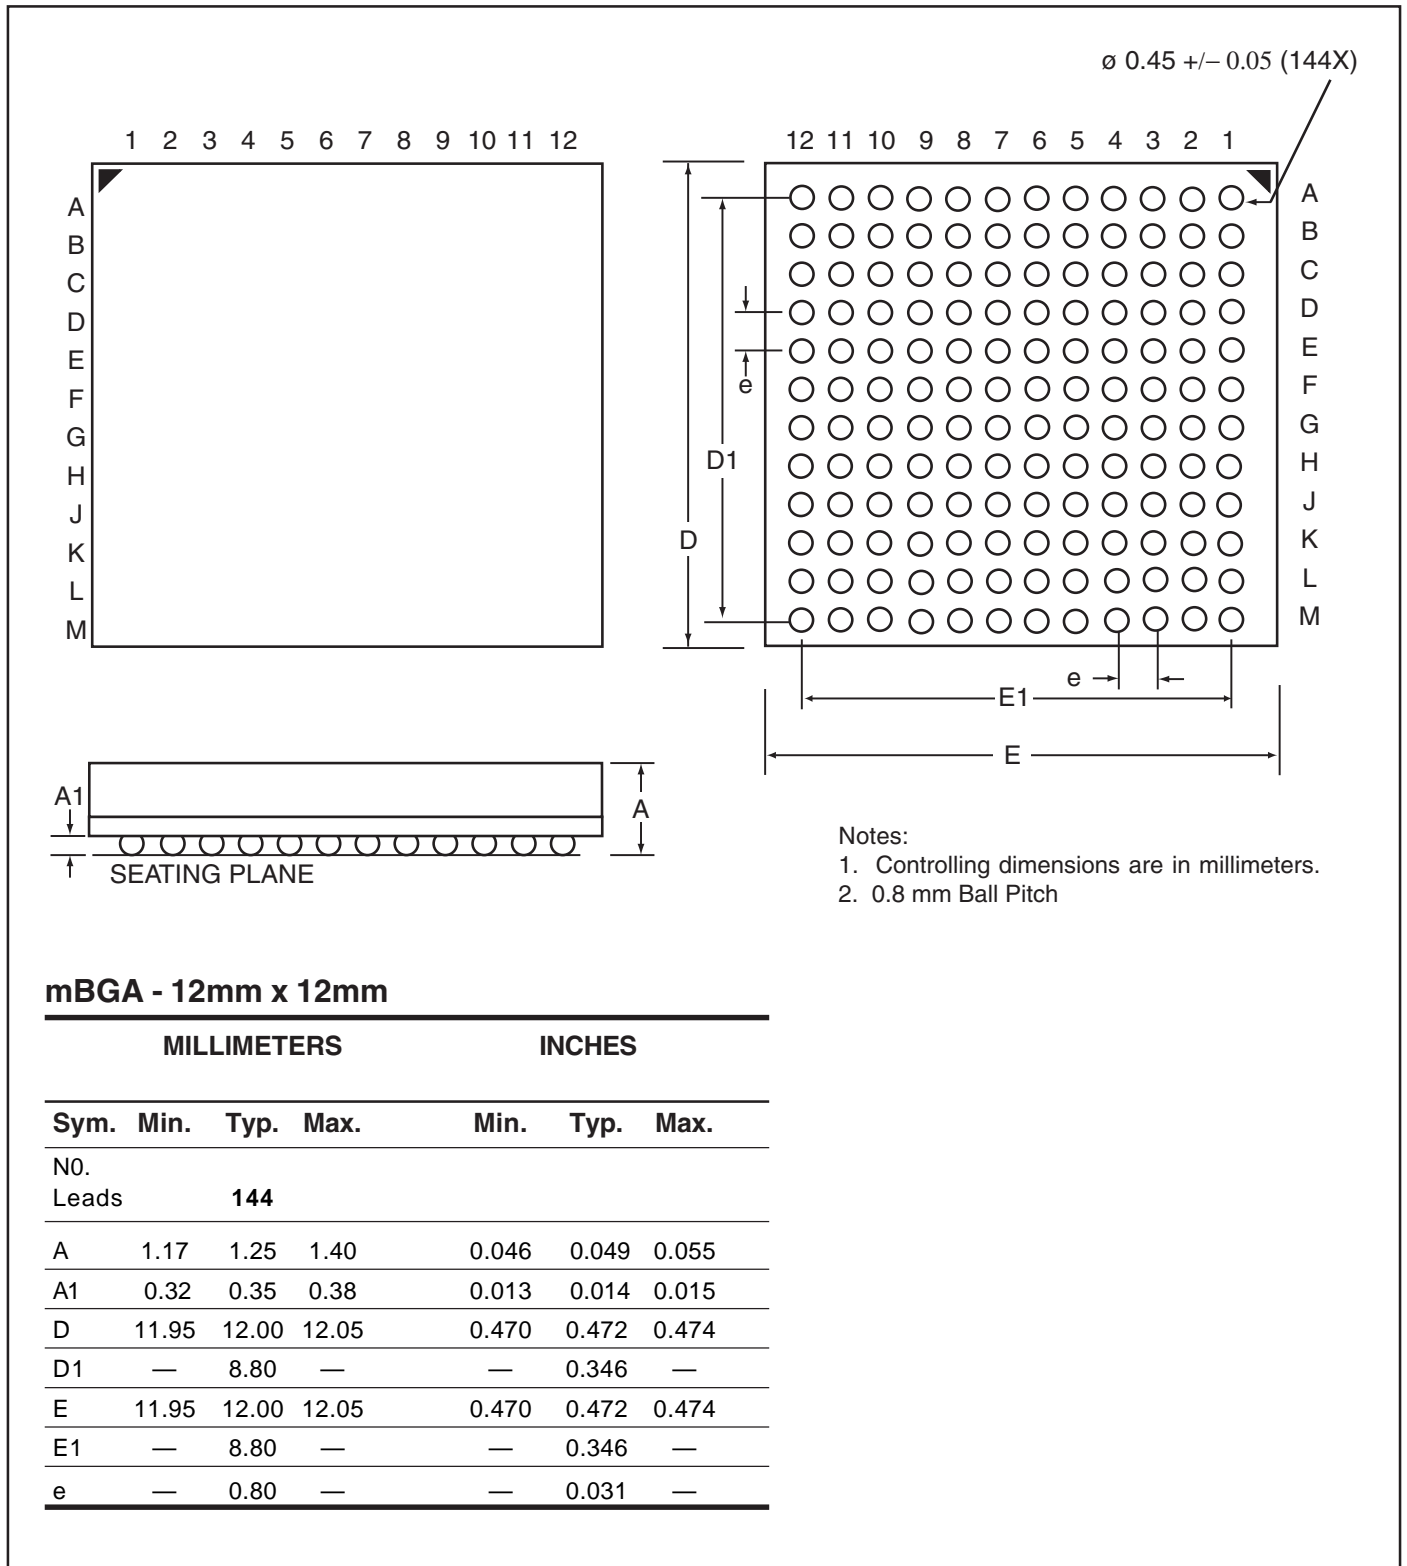 ø 0.45 +/– 0.05 (144X)
1 2 3 4 5 6 7 8 9 10 11 12
12 11 10 9 8 7 6 5 4 3 2 1
A
B
C
D
E
F
G
H
J
K
L
M
A
B
C
D
E
F
G
H
J
K
L
M
e
D1
D
e
E1
E
A1
A
SEATING PLANE
Notes:
1. Controlling dimensions are in millimeters.
2. 0.8 mm Ball Pitch
mBGA - 12mm x 12mm
MILLIMETERS INCHES
Sym. Min. Typ. Max. Min. Typ. Max.
N0.
Leads 144
A 1.17 1.25 1.40 0.046 0.049 0.055
A1 0.32 0.35 0.38 0.013 0.014 0.015
D 11.95 12.00 12.05 0.470 0.472 0.474
D1 — 8.80 — — 0.346 —
E 11.95 12.00 12.05 0.470 0.472 0.474
E1 — 8.80 — — 0.346 —
e — 0.80 — — 0.031 —